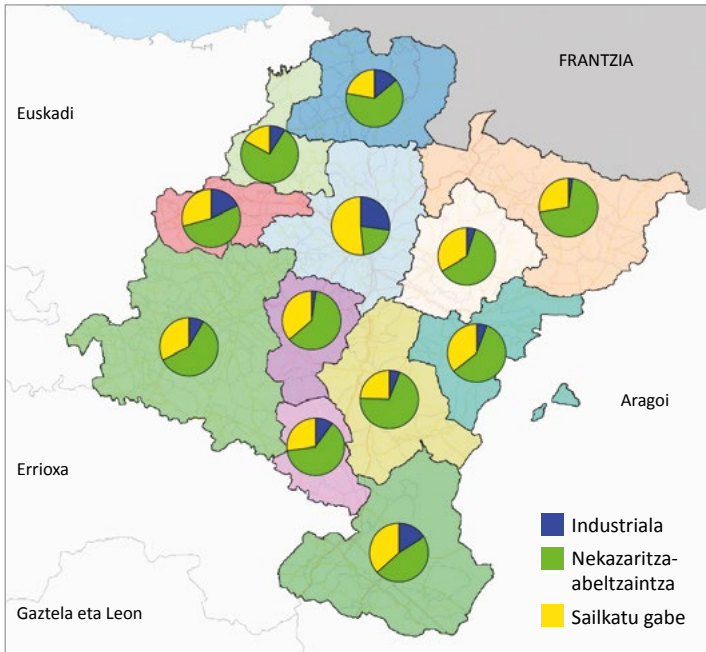 FRANTZIA
Euskadi
Aragoi
Errioxa
Gaztela eta Leon
Industriala
Nekazaritza-
abeltzaintza
Sailkatu gabe